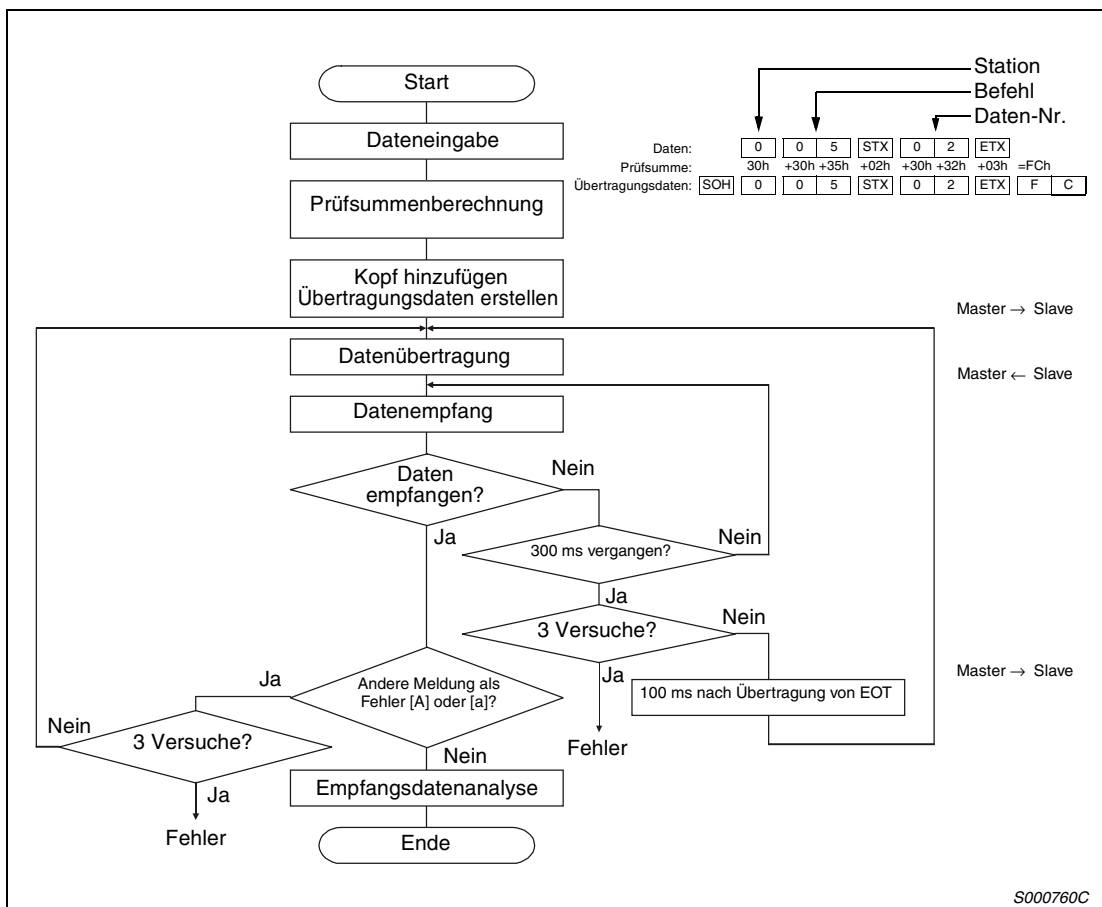 Start
Dateneingabe
Prüfsummenberechnung
Kopf hinzufügen
Übertragungsdaten erstellen
Station
Befehl
Daten-Nr.
Daten: 0 0 5 STX 0 2 ETX
Prüfsumme: 30h +30h +35h +02h +30h +32h +03h =FCh
Übertragungsdaten: SOH 0 0 5 STX 0 2 ETX F C
Master → Slave
Datenübertragung
Master ← Slave
Datenempfang
Daten
empfangen?
Nein
Ja
300 ms vergangen?
Nein
Ja
3 Versuche?
Nein
Ja
Fehler
100 ms nach Übertragung von EOT
Master → Slave
Andere Meldung als
Fehler [A] oder [a]?
Ja
Nein
3 Versuche?
Nein
Ja
Fehler
Empfangsdatenanalyse
Ende
S000760C